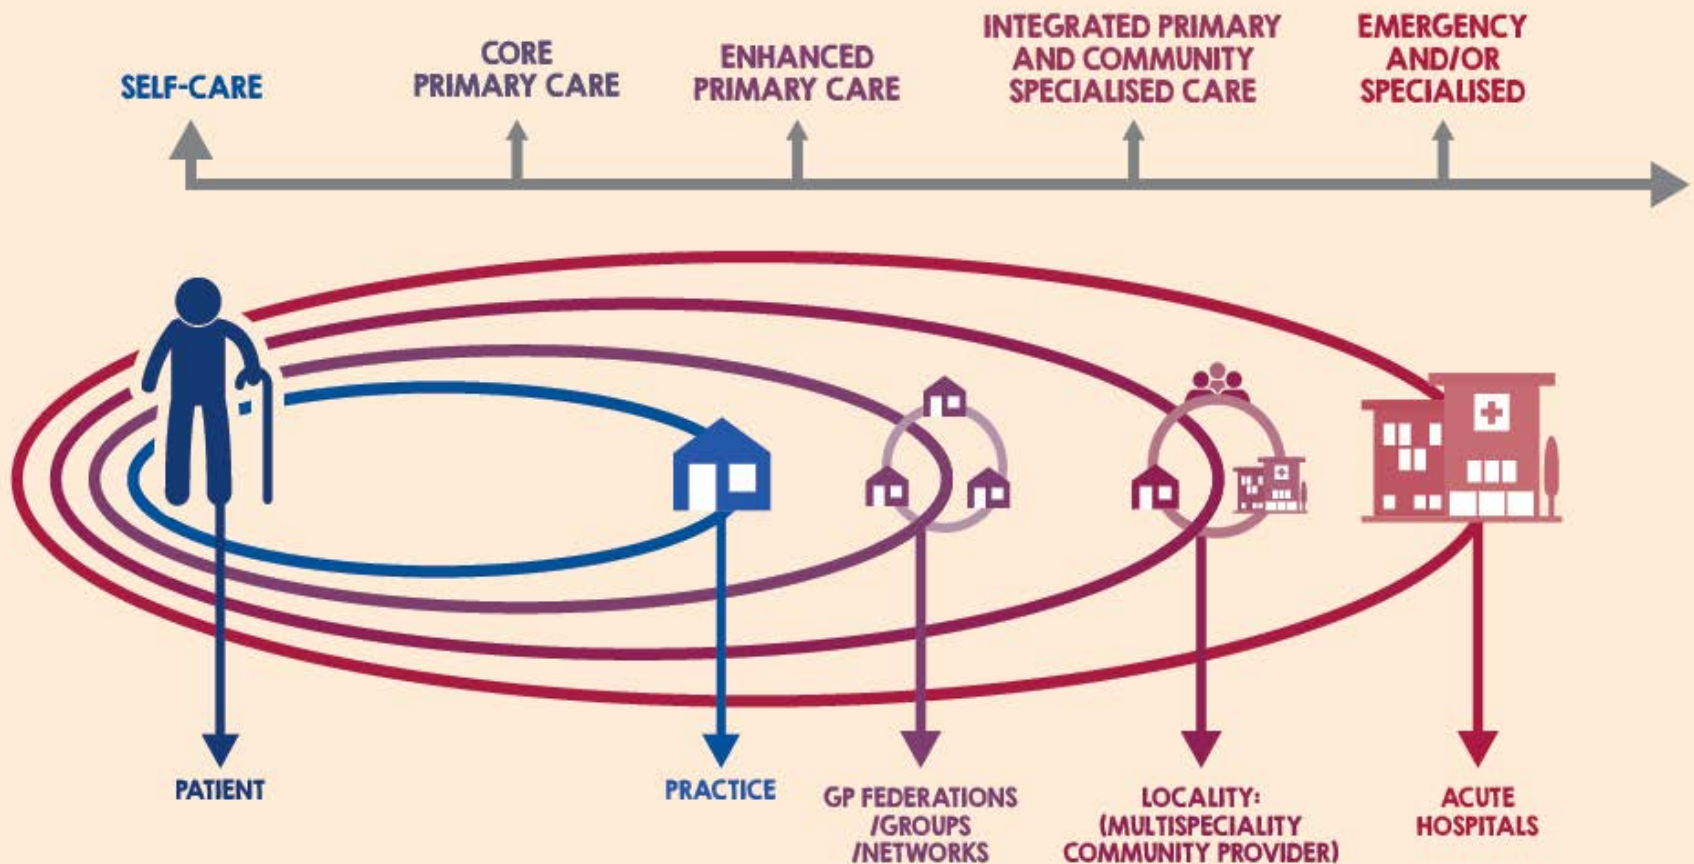 SELF-CARE
CORE
PRIMARY CARE
ENHANCED
PRIMARY CARE
INTEGRATED PRIMARY
AND COMMUNITY
SPECIALISED CARE
EMERGENCY
AND/OR
SPECIALISED
PATIENT
PRACTICE
GP FEDERATIONS
/GROUPS
/NETWORKS
LOCALITY:
(MULTISPECIALITY
COMMUNITY PROVIDER)
ACUTE
HOSPITALS